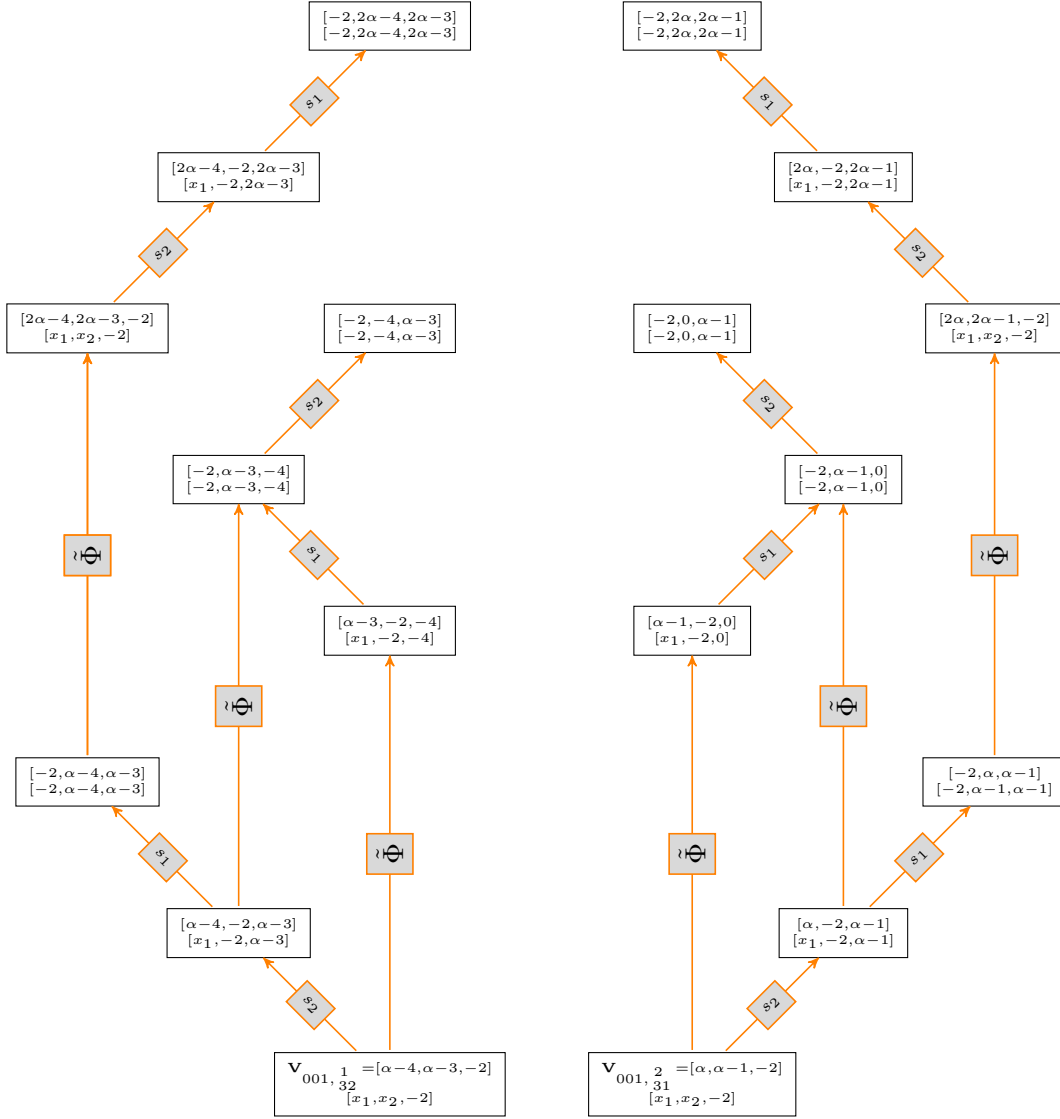 [−2,2α−4,2α−3]
[−2,2α−4,2α−3]
[−2,2α,2α−1]
[−2,2α,2α−1]
s1
s1
[2α−4,−2,2α−3]
[x1,−2,2α−3]
[2α,−2,2α−1]
[x1,−2,2α−1]
s2
s2
[2α−4,2α−3,−2]
[x1,x2,−2]
[−2,−4,α−3]
[−2,−4,α−3]
[−2,0,α−1]
[−2,0,α−1]
[2α,2α−1,−2]
[x1,x2,−2]
s2
s2
[−2,α−3,−4]
[−2,α−3,−4]
[−2,α−1,0]
[−2,α−1,0]
Φ̃
s1
s1
Φ̃
[α−3,−2,−4]
[x1,−2,−4]
[α−1,−2,0]
[x1,−2,0]
Φ̃
Φ̃
[−2,α−4,α−3]
[−2,α−4,α−3]
[−2,α,α−1]
[−2,α−1,α−1]
s1
Φ̃
Φ̃
s1
[α−4,−2,α−3]
[x1,−2,α−3]
[α,−2,α−1]
[x1,−2,α−1]
s2
s2
V001, 1 32 =[α−4,α−3,−2]
[x1,x2,−2]
V001, 2 31 =[α,α−1,−2]
[x1,x2,−2]